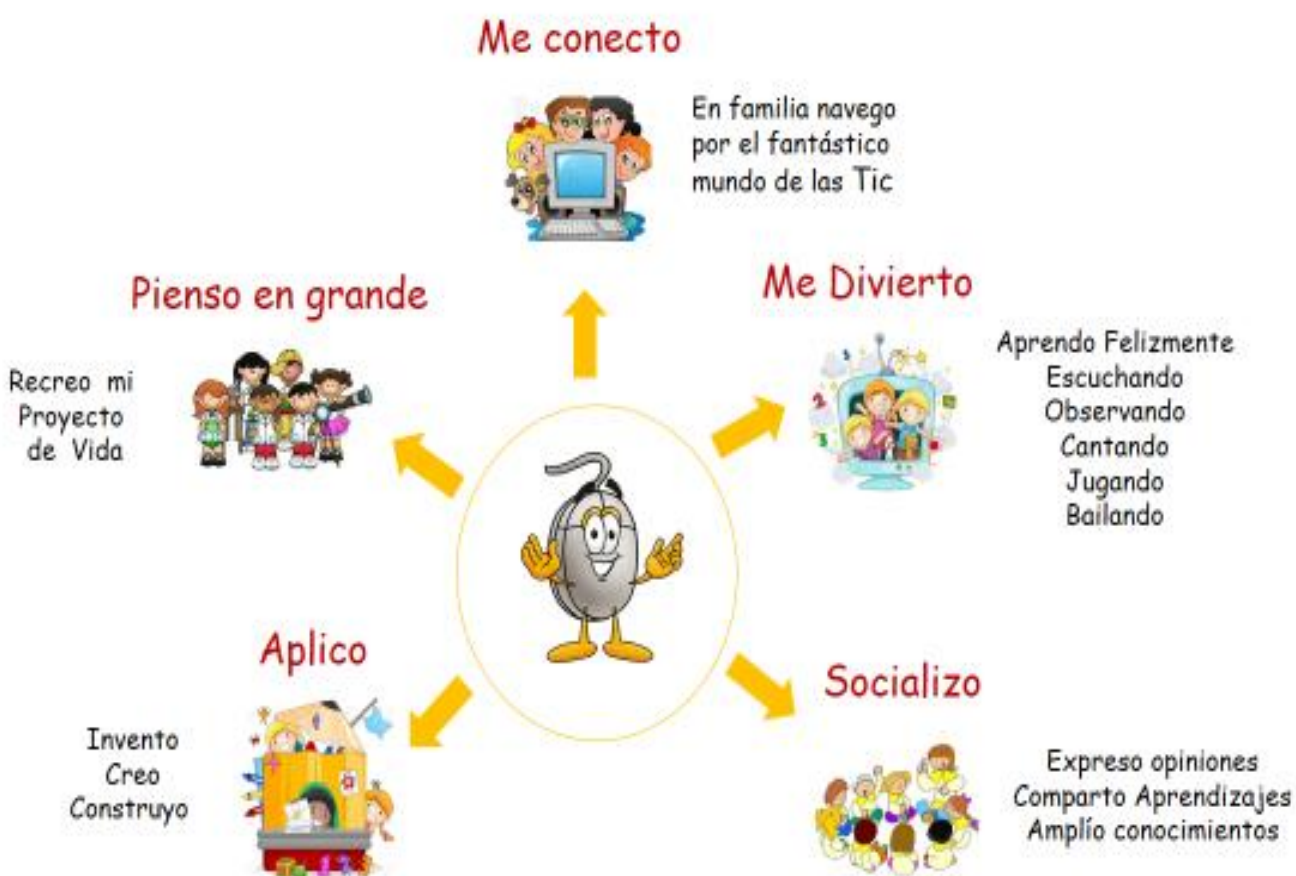 Me conecto
En familia navego
por el fantástico
mundo de las Tic
Me Divierto
Aprendo Felizmente
Escuchando
Observando
Cantando
Jugando
Bailando
Socializo
Expreso opiniones
Comparto Aprendizajes
Amplío conocimientos
Aplico
Invento
Creo
Construyo
Pienso en grande
Recreo mi
Proyecto
de Vida